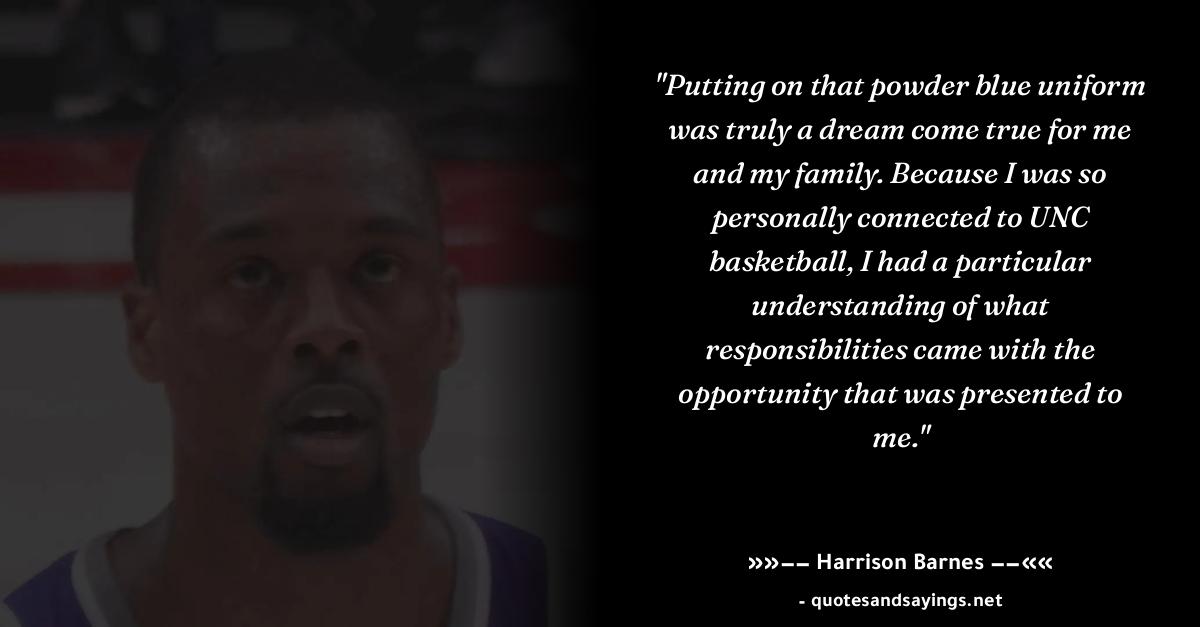 "Putting on that powder blue uniform
was truly a dream come true for me
and my family. Because I was so
personally connected to UNC
basketball, I had a particular
understanding of what
responsibilities came with the
opportunity that was presented to
me."
»»–– Harrison Barnes ––««
- quotesandsayings.net